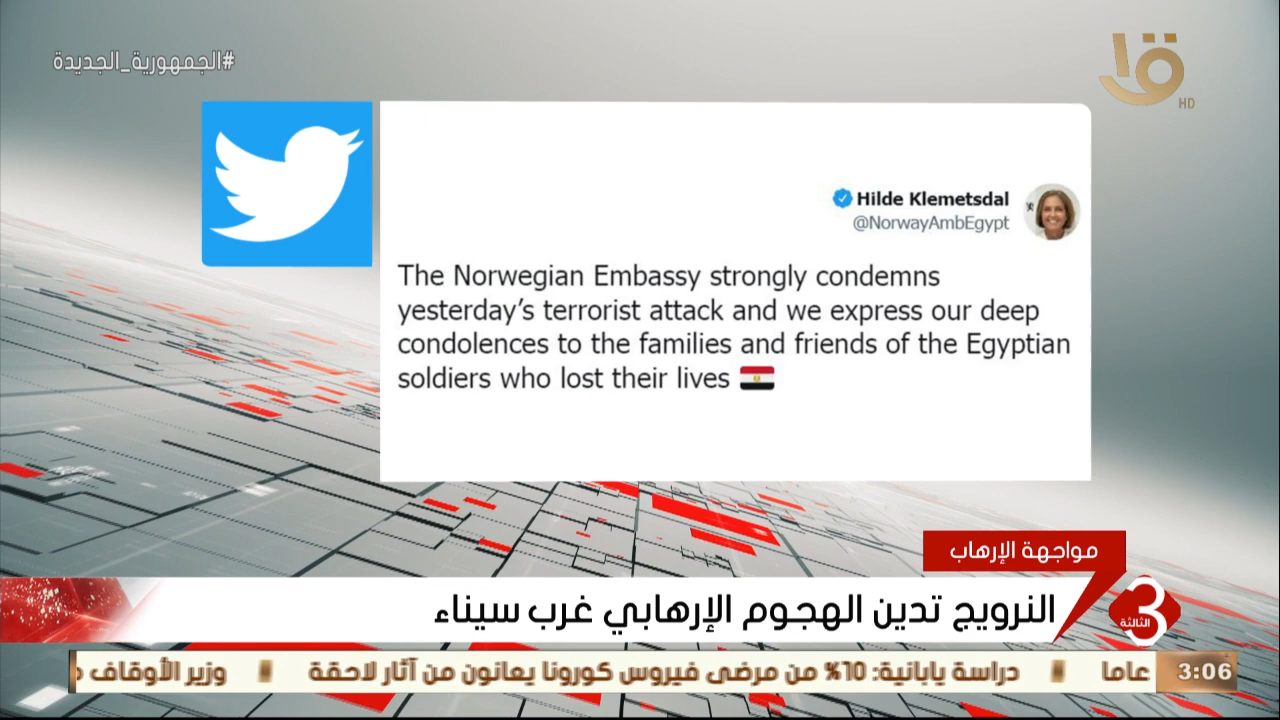 #الجمهورية_الجديدة
HD
Hilde Klemetsdal
@NorwayAmbEgypt
The Norwegian Embassy strongly condemns
yesterday's terrorist attack and we express our deep
condolences to the families and friends of the Egyptian
soldiers who lost their lives
مواجهة الإرهاب
النرويج تدين الهجوم الإرهابي غرب سيناء
3
الثالثة
3:06
عاما
دراسة يابانية: 10% من مرضى فيروس كورونا يعانون من آثار لاحقة
وزير الأوقاف